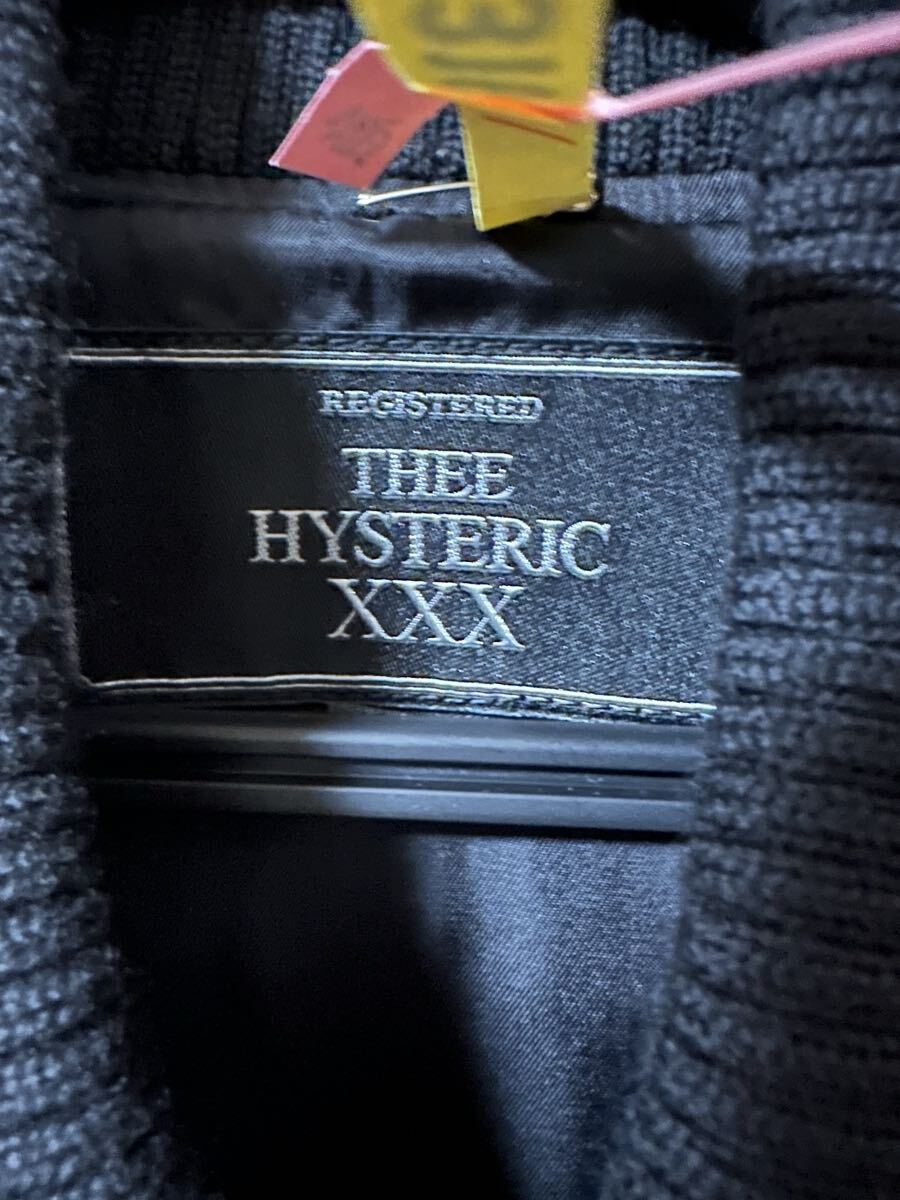 REGISTERED
THEE
HYSTERIC
XXX